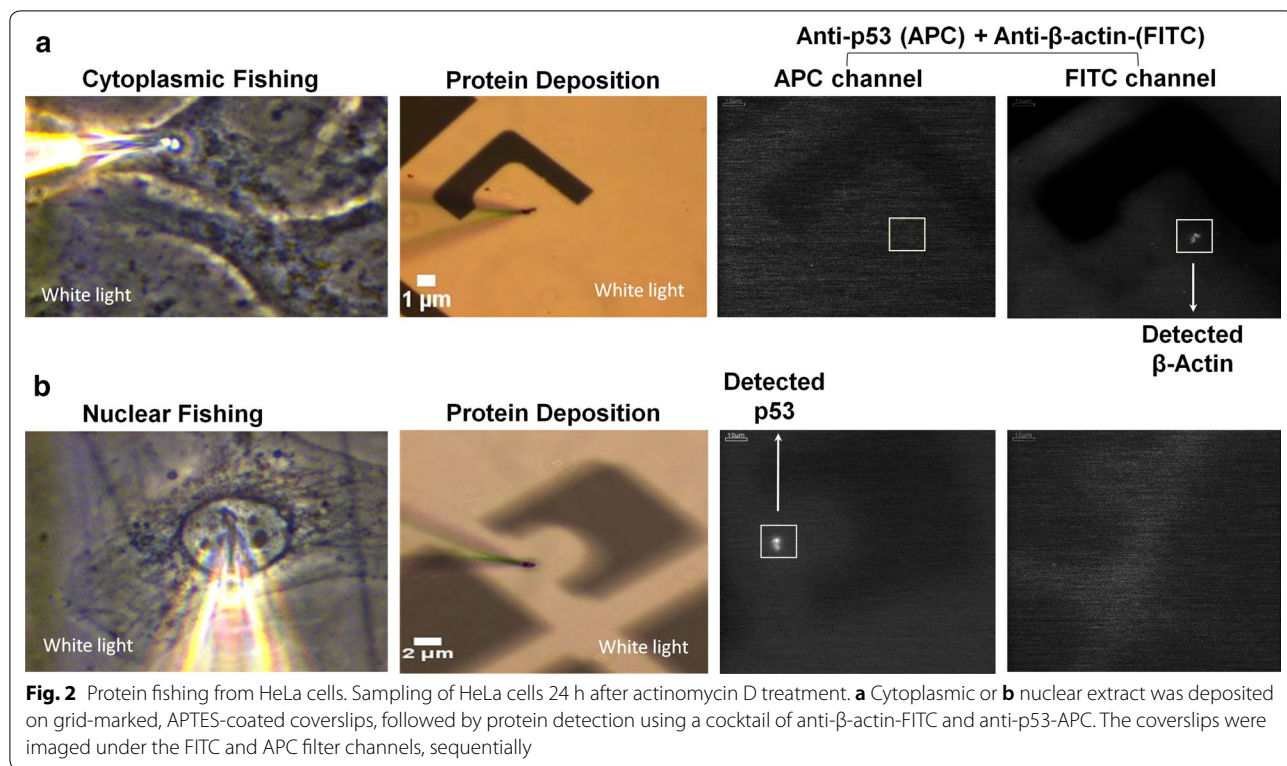 a
Anti-p53 (APC) + Anti-β-actin-(FITC)
Cytoplasmic Fishing
Protein Deposition
APC channel
FITC channel
10µm
10µm
White light
1 µm
White light
Detected
β-Actin
b
Detected
p53
Nuclear Fishing
Protein Deposition
10µm
10µm
White light
2 µm
White light
Fig. 2 Protein fishing from HeLa cells. Sampling of HeLa cells 24 h after actinomycin D treatment. a Cytoplasmic or b nuclear extract was deposited
on grid-marked, APTES-coated coverslips, followed by protein detection using a cocktail of anti-β-actin-FITC and anti-p53-APC. The coverslips were
imaged under the FITC and APC filter channels, sequentially